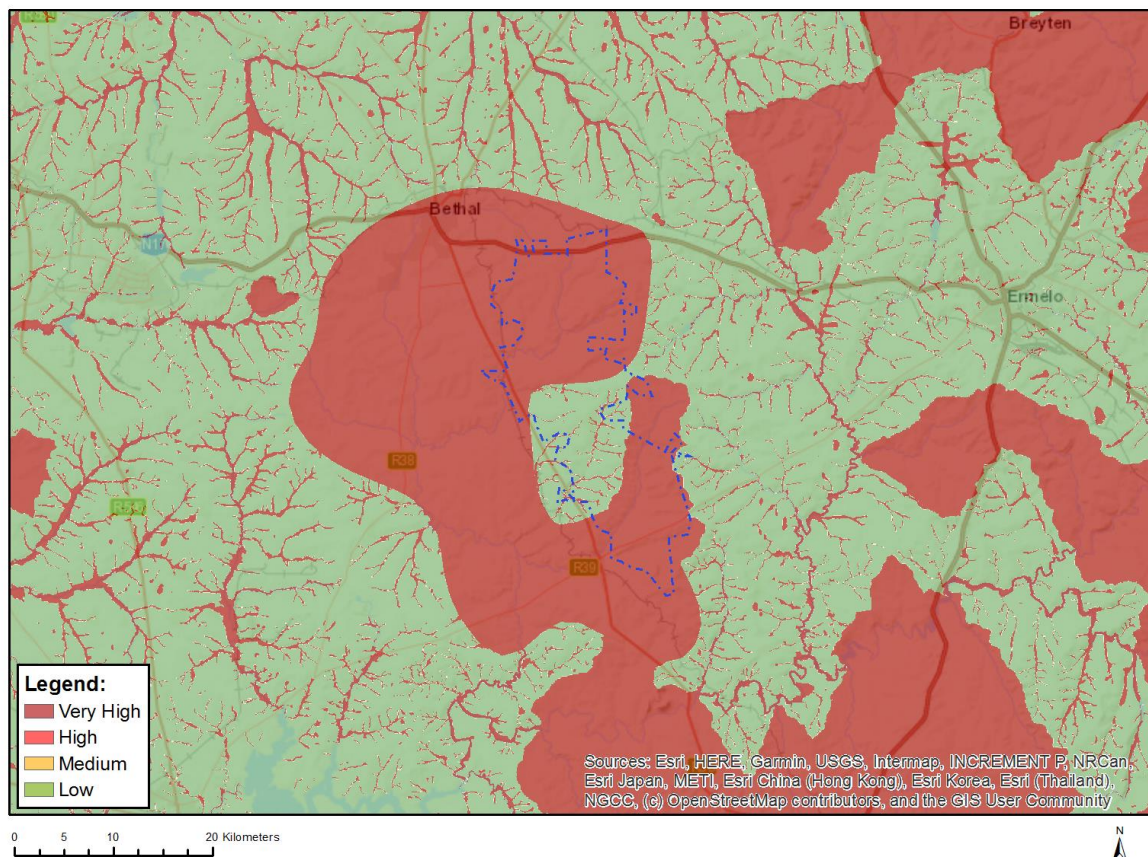 Breyten
Bethal
Ermelo
R38
R39
Legend:
Very High
High
Medium
Low
Sources: Esri, HERE, Garmin, USGS, Intermap, INCREMENT P, NRCan,
Esri Japan, METI, Esri China (Hong Kong), Esri Korea, Esri (Thailand),
NGCC, (c) OpenStreetMap contributors, and the GIS User Community
0 5 10 20 Kilometers
N